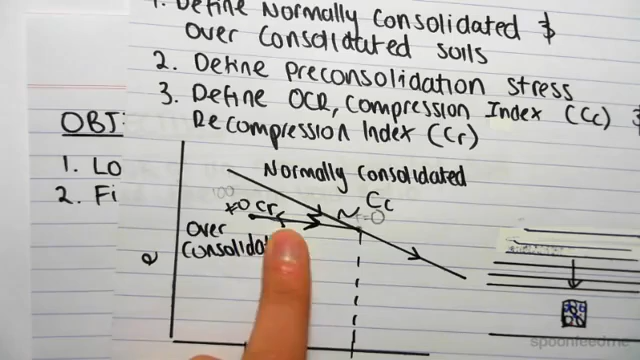 1. Define Normally Consolidated &
Over Consolidated soils
2. Define preconsolidation stress
3. Define OCR, Compression Index (Cc) &
Recompression Index (Cr)
OBJ
1. LO
2. Fi
Normally Consolidated
Cc
Cr
Over
Consolidat
e
spoonfeedme